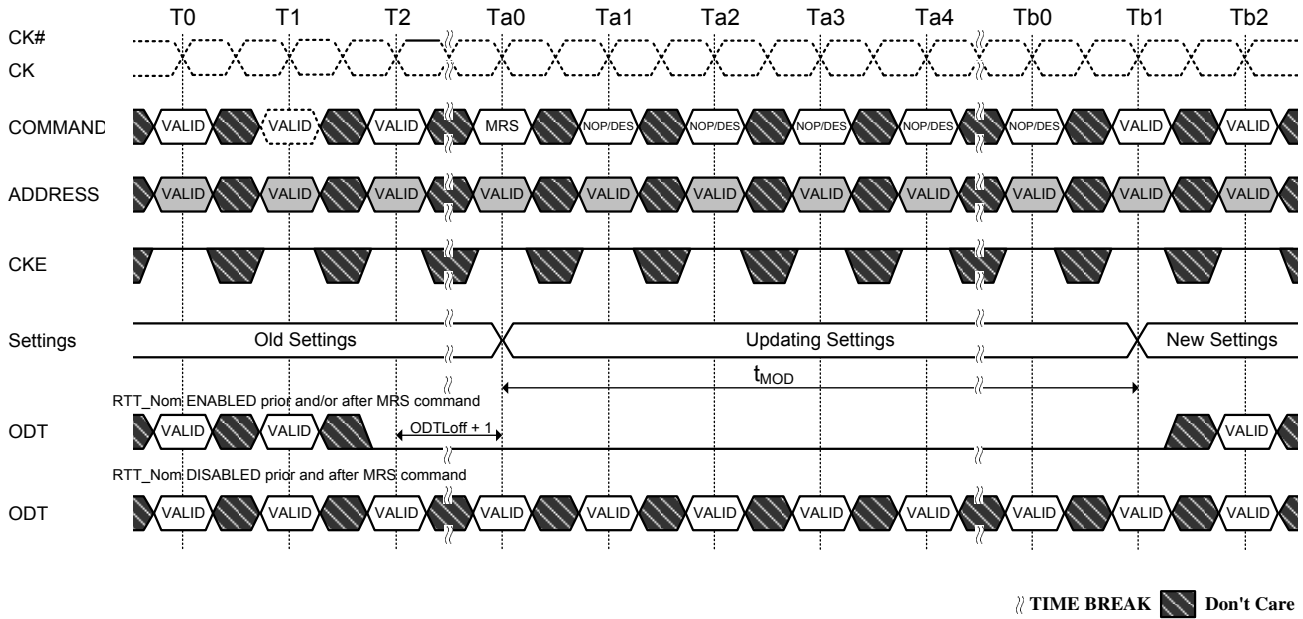 T0 T1 T2 Ta0 Ta1 Ta2 Ta3 Ta4 Tb0 Tb1 Tb2
CK#
CK
COMMAND VALID VALID VALID MRS NOP/DES NOP/DES NOP/DES NOP/DES NOP/DES VALID VALID
ADDRESS VALID VALID VALID VALID VALID VALID VALID VALID VALID VALID VALID
CKE
Settings Old Settings Updating Settings New Settings
tMOD
RTT_Nom ENABLED prior and/or after MRS command
ODT VALID VALID ODTLoff + 1 VALID
RTT_Nom DISABLED prior and after MRS command
ODT VALID VALID VALID VALID VALID VALID VALID VALID VALID VALID VALID
TIME BREAK Don't Care